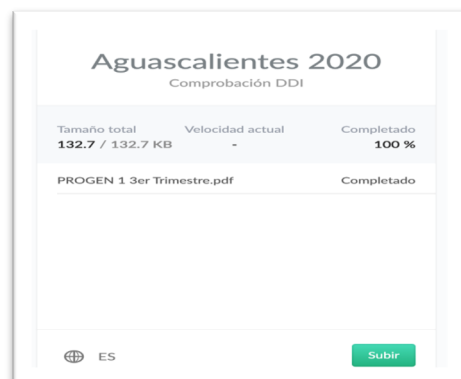 Aguascalientes 2020
Comprobación DDI
Tamaño total Velocidad actual Completado
132.7 / 132.7 KB - 100 %
PROGEN 1 3er Trimestre.pdf Completado
ES Subir